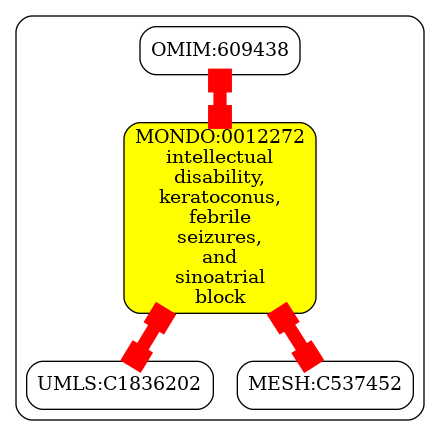 OMIM:609438
MONDO:0012272
intellectual
disability,
keratoconus,
febrile
seizures,
and
sinoatrial
block
UMLS:C1836202
MESH:C537452